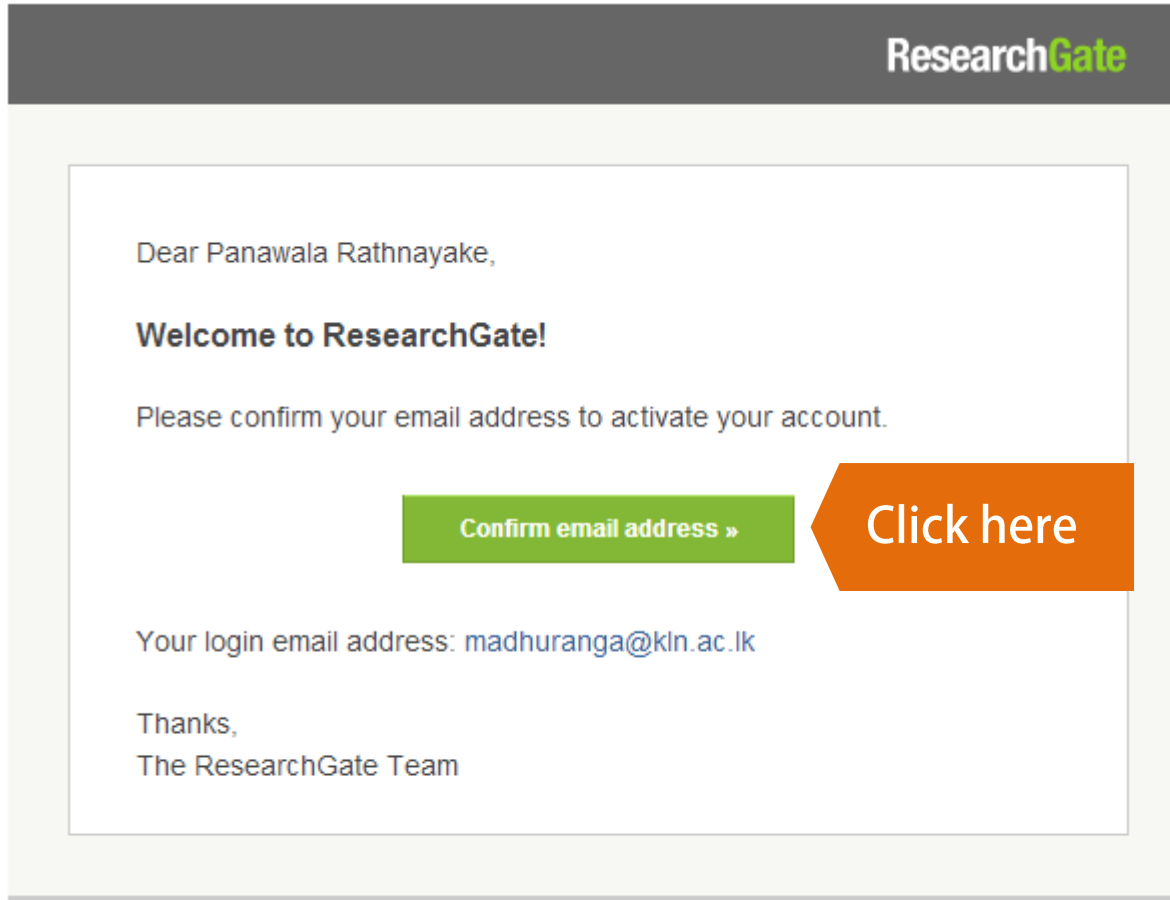 ResearchGate
Dear Panawala Rathnayake,
Welcome to ResearchGate!
Please confirm your email address to activate your account.
Confirm email address »
Click here
Your login email address: madhuranga@kln.ac.lk
Thanks,
The ResearchGate Team